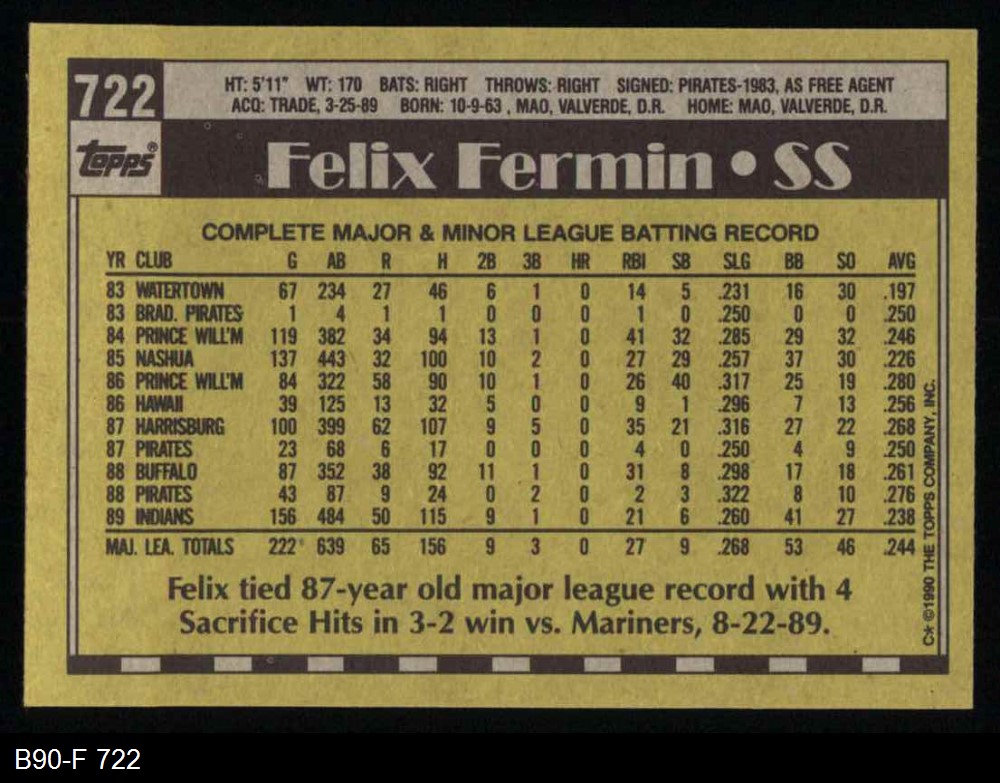 722
HT: 5'11" WT: 170 BATS: RIGHT THROWS: RIGHT SIGNED: PIRATES-1983, AS FREE AGENT
ACQ: TRADE, 3-25-89 BORN: 10-9-63 , MAO, VALVERDE, D.R. HOME: MAO, VALVERDE, D.R.
topps®
Felix Fermin • SS
COMPLETE MAJOR & MINOR LEAGUE BATTING RECORD
YR CLUB G AB R H 2B 3B HR RBI SB SLG BB SO AVG
83 WATERTOWN 67 234 27 46 6 1 0 14 5 .231 16 30 .197
83 BRAD. PIRATES 1 4 1 1 0 0 0 1 0 .250 0 0 .250
84 PRINCE WILL'M 119 382 34 94 13 1 0 41 32 .285 29 32 .246
85 NASHUA 137 443 32 100 10 2 0 27 29 .257 37 30 .226
86 PRINCE WILL'M 84 322 58 90 10 1 0 26 40 .317 25 19 .280
86 HAWAII 39 125 13 32 5 0 0 9 1 .296 7 13 .256
87 HARRISBURG 100 399 62 107 9 5 0 35 21 .316 27 22 .268
87 PIRATES 23 68 6 17 0 0 0 4 0 .250 4 9 .250
88 BUFFALO 87 352 38 92 11 1 0 31 8 .298 17 18 .261
88 PIRATES 43 87 9 24 0 2 0 2 3 .322 8 10 .276
89 INDIANS 156 484 50 115 9 1 0 21 6 .260 41 27 .238
MAJ. LEA. TOTALS 222 639 65 156 9 3 0 27 9 .268 53 46 .244
Felix tied 87-year old major league record with 4
Sacrifice Hits in 3-2 win vs. Mariners, 8-22-89.
C* ©1990 THE TOPPS COMPANY, INC.
B90-F 722